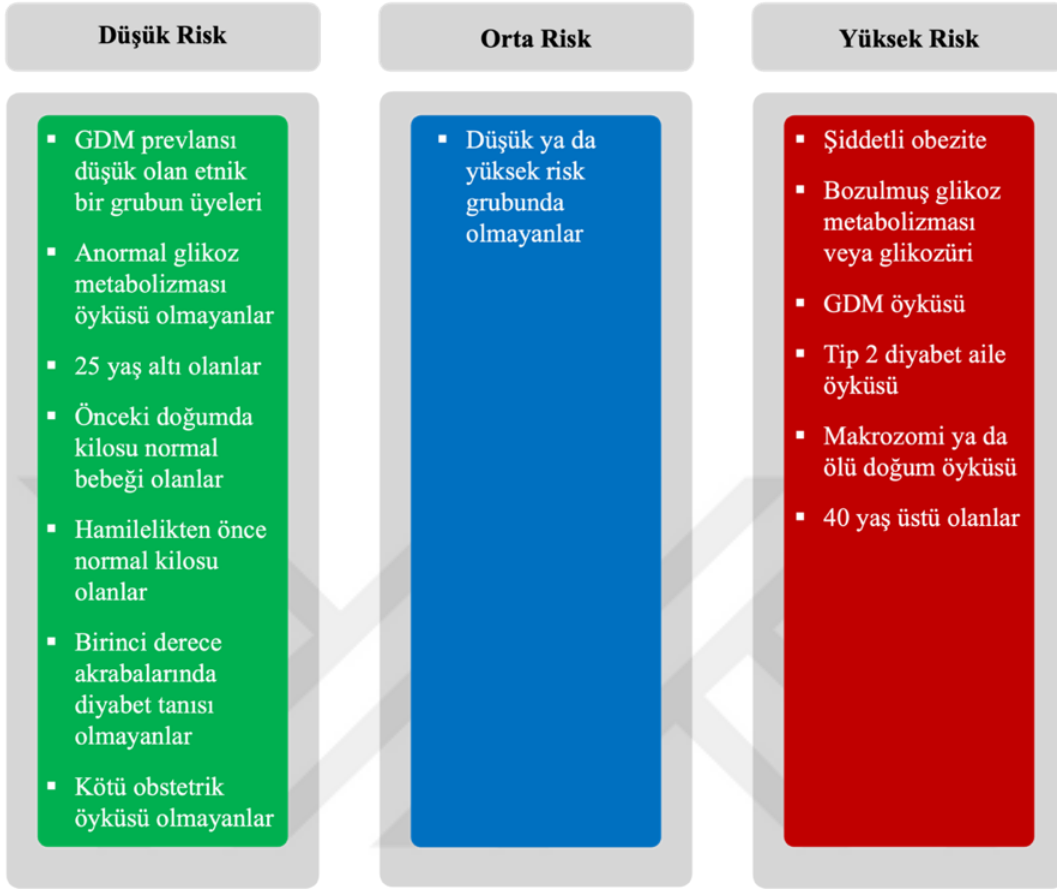 Düşük Risk
GDM prevlansı
düşük olan etnik
bir grubun üyeleri
Anormal glikoz
metabolizması
öyküsü olmayanlar
25 yaş altı olanlar
Önceki doğumda
kilosu normal
bebeği olanlar
Hamilelikten önce
normal kilosu
olanlar
Birinci derece
akrabalarında
diyabet tanısı
olmayanlar
Kötü obstetrik
öyküsü olmayanlar
Orta Risk
Düşük ya da
yüksek risk
grubunda
olmayanlar
Yüksek Risk
Şiddetli obezite
Bozulmuş glikoz
metabolizması
veya glikozüri
GDM öyküsü
Tip 2 diyabet aile
öyküsü
Makrozomi ya da
ölü doğum öyküsü
40 yaş üstü olanlar